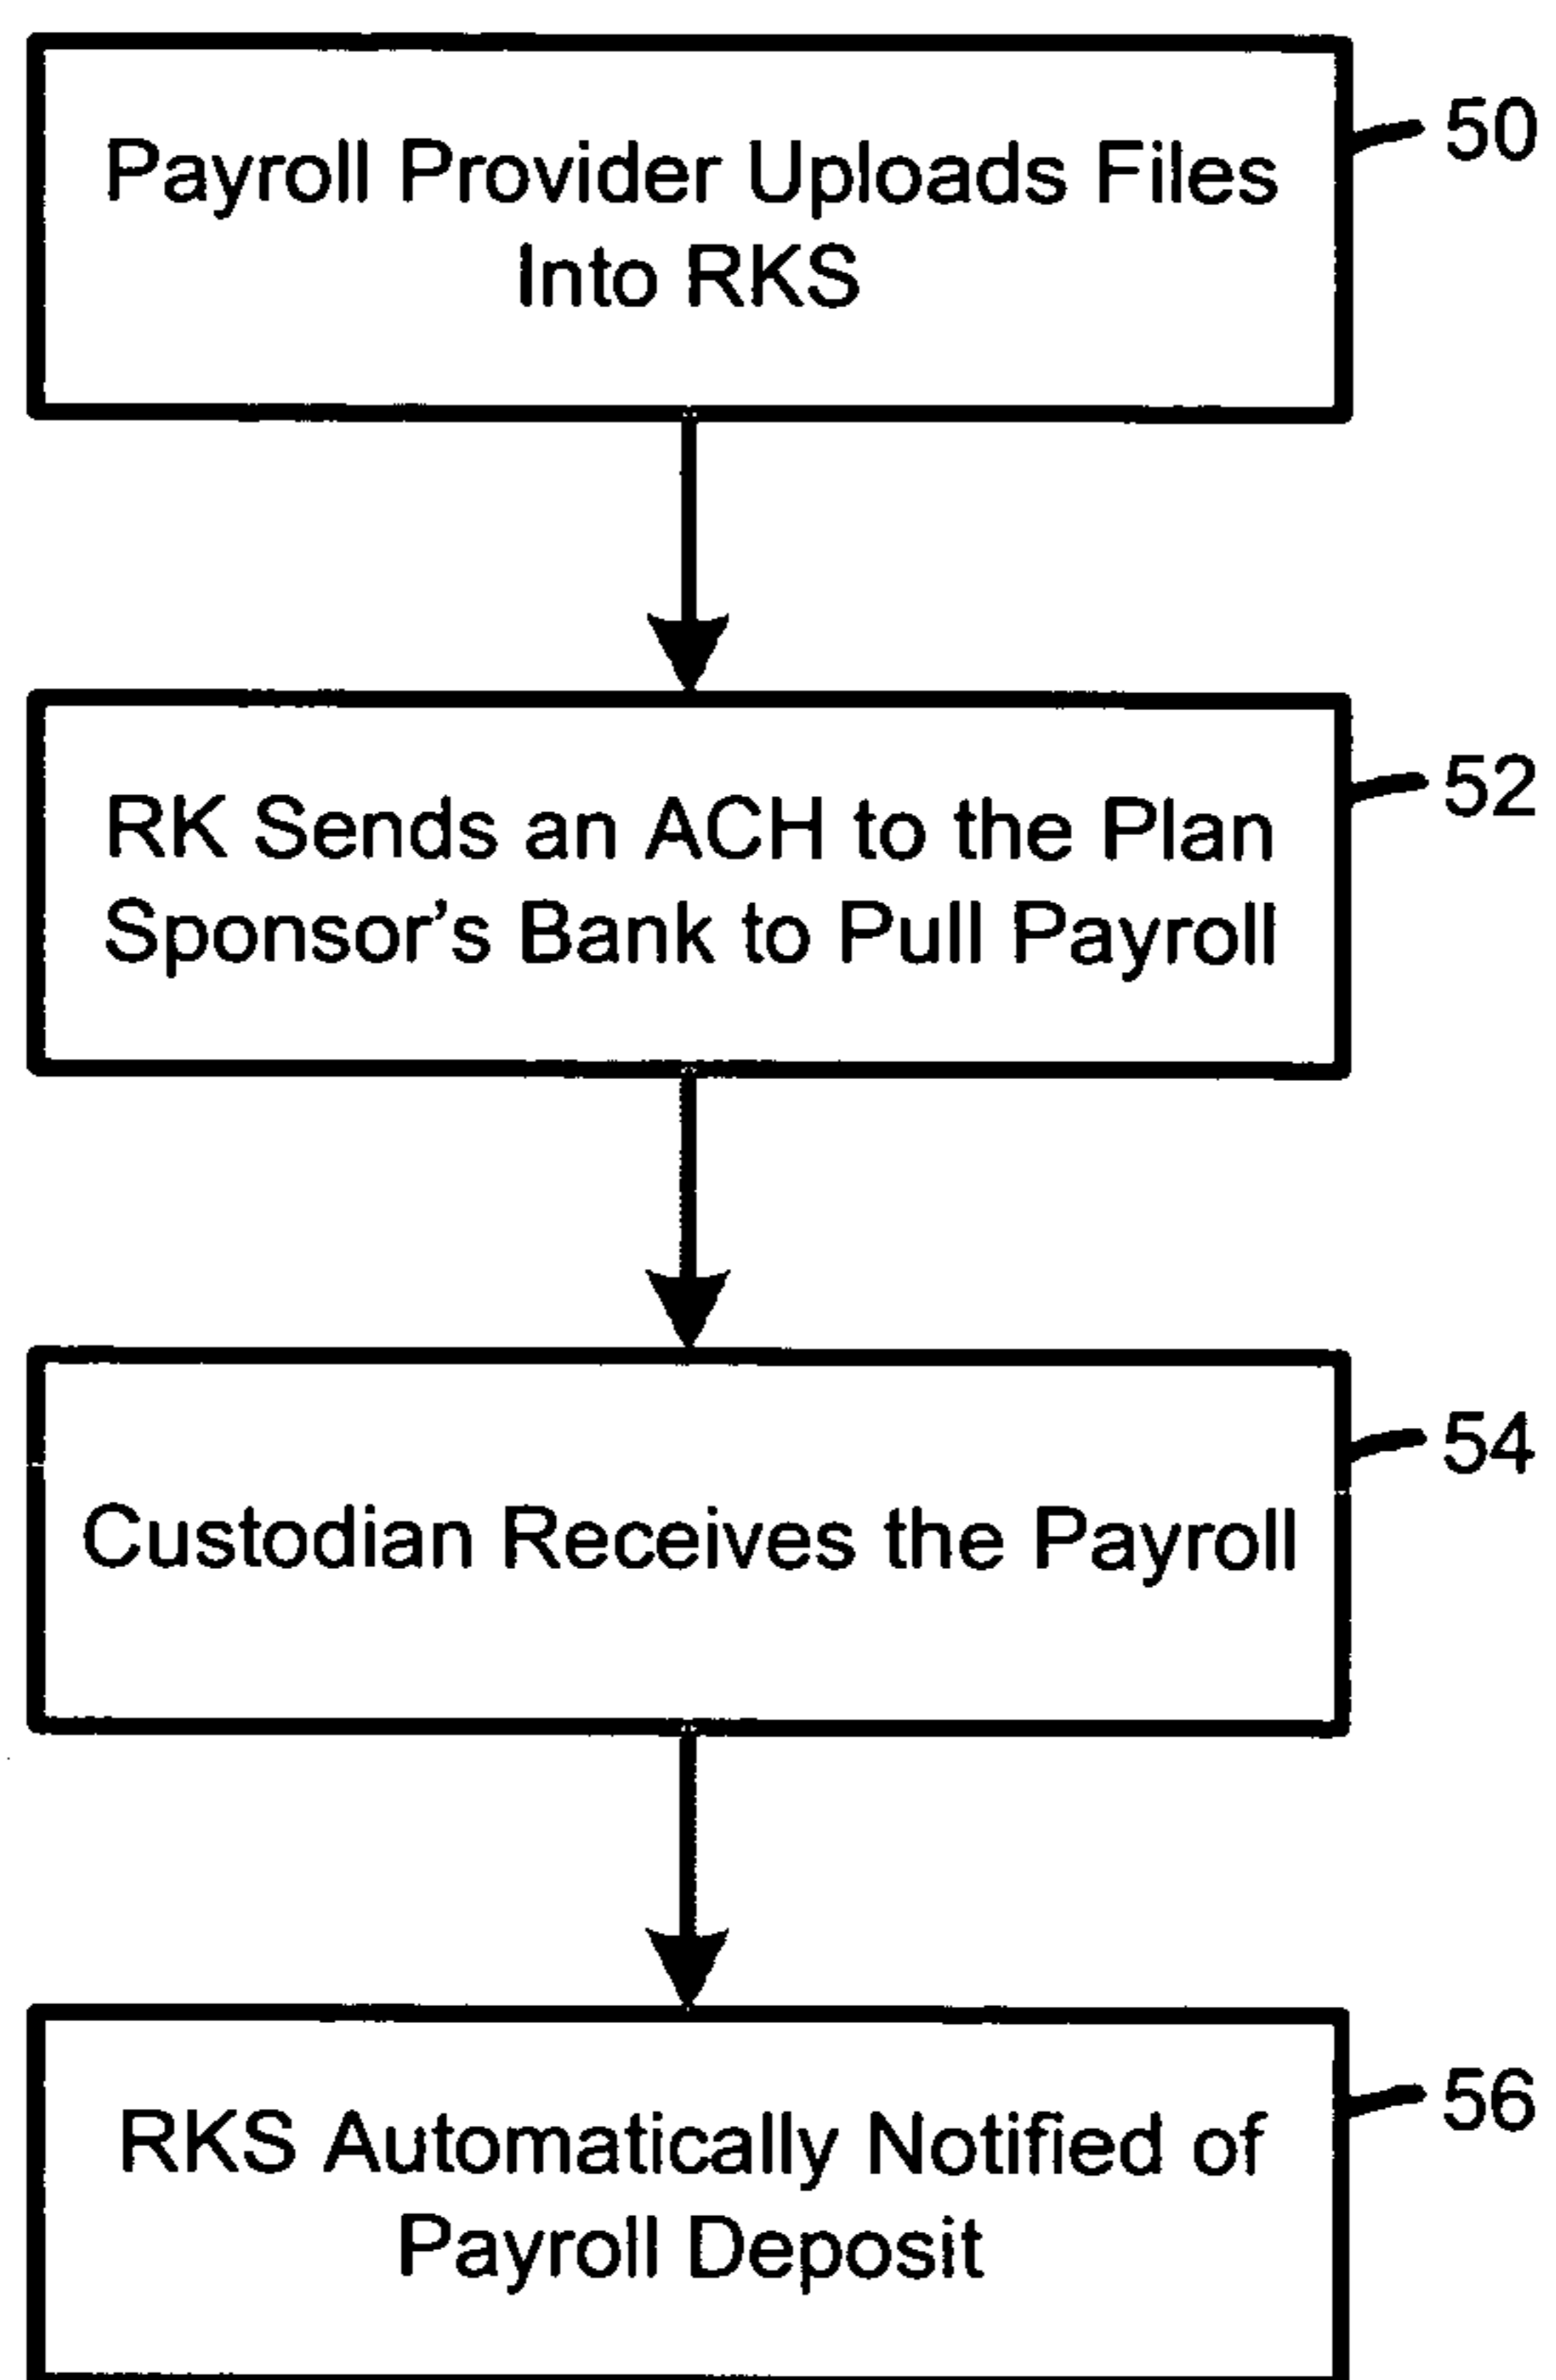 Payroll Provider Uploads Files
Into RKS
50
RK Sends an ACH to the Plan
Sponsor's Bank to Pull Payroll
52
Custodian Receives the Payroll
54
RKS Automatically Notified of
Payroll Deposit
56